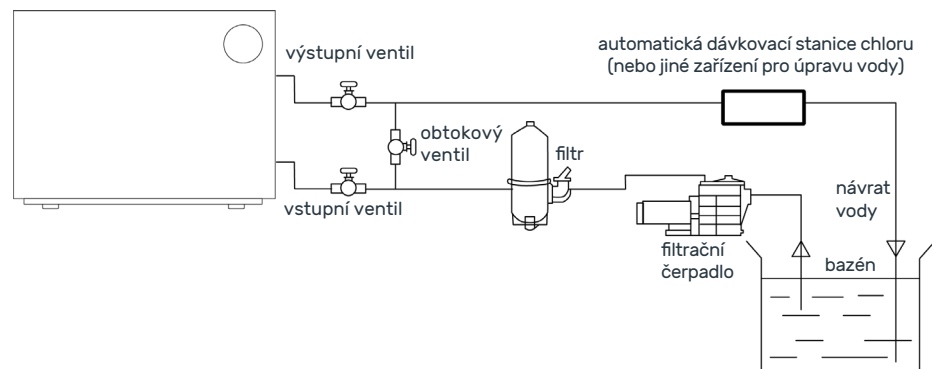 výstupní ventil
automatická dávkovací stanice chloru
(nebo jiné zařízení pro úpravu vody)
obtokový
ventil
filtr
vstupní ventil
filtrační
čerpadlo
návrat
vody
bazén